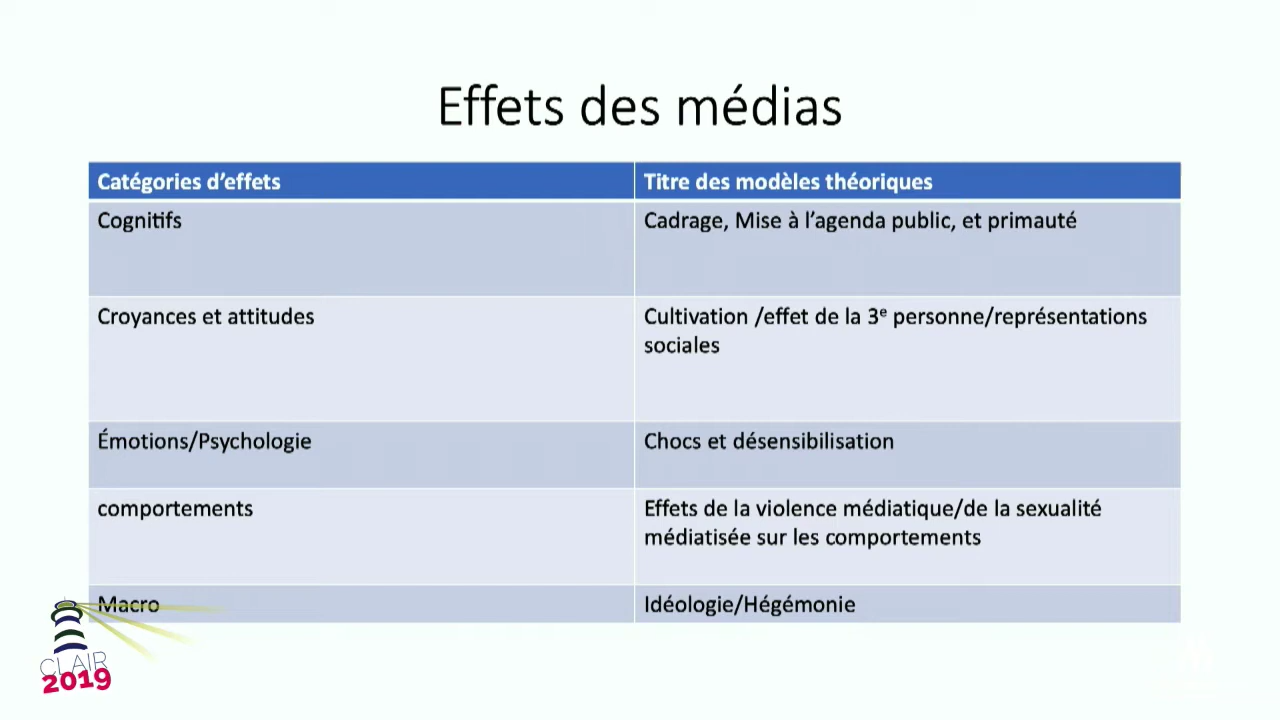 Effets des médias
Catégories d’effets
Titre des modèles théoriques
Cognitifs
Cadrage, Mise à l’agenda public, et primauté
Croyances et attitudes
Cultivation /effet de la 3e personne/représentations
sociales
Émotions/Psychologie
Chocs et désensibilisation
comportements
Effets de la violence médiatique/de la sexualité
médiatisée sur les comportements
Macro
Idéologie/Hégémonie
CLAIR
2019